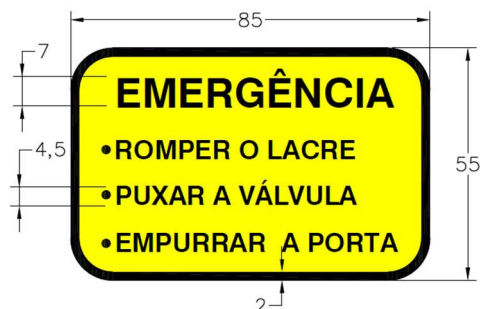 85
7
EMERGÊNCIA
•ROMPER O LACRE
4,5
•PUXAR A VÁLVULA
55
•EMPURRAR A PORTA
2